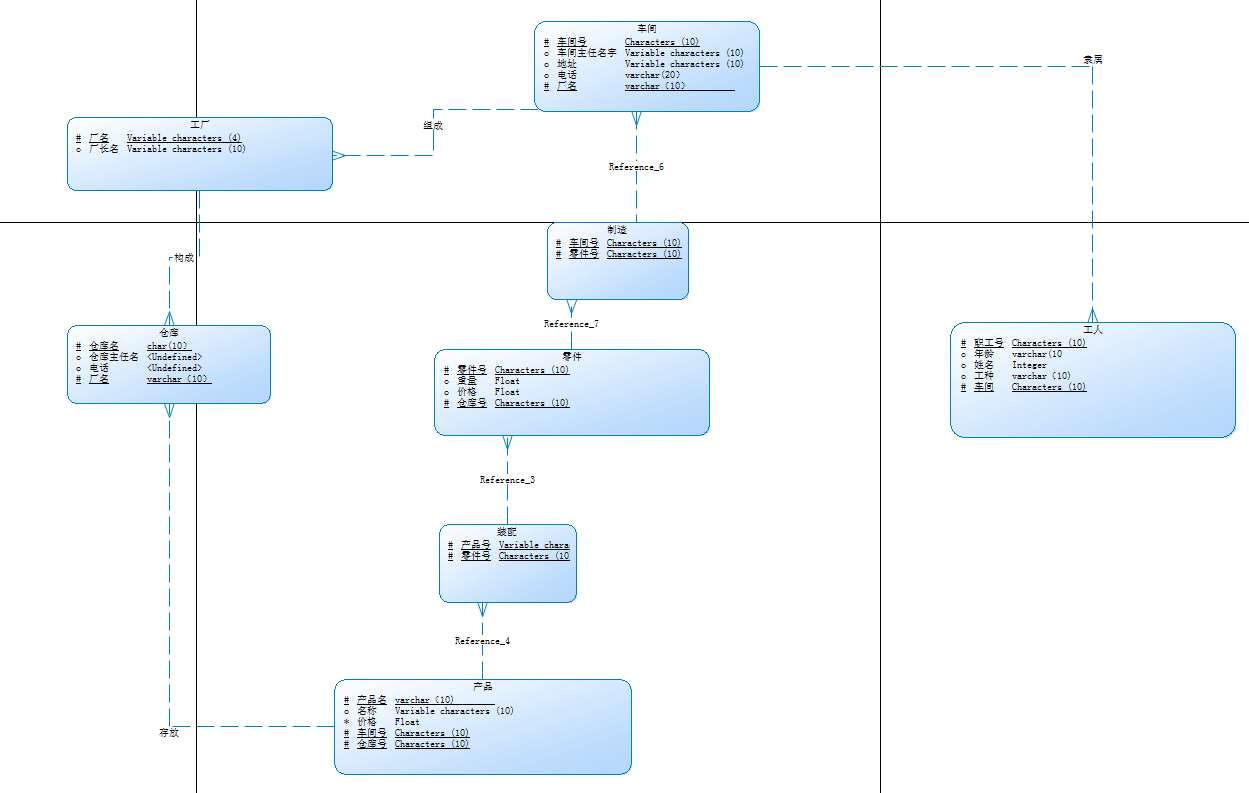 车间
# 车间号 Characters (10)
o 车间主任名字 Variable characters (10)
o 地址 Variable characters (10)
o 电话 varchar(20)
# 厂名 varchar（10）
隶居
组成
工厂
# 厂名 Variable characters (4)
o 厂长名 Variable characters (10)
Reference_6
制造
# 车间号 Characters (10)
# 零件号 Characters (10)
构成
Reference_7
仓库
# 仓库名 char(10）
o 仓库主任名 <Undefined>
o 电话 <Undefined>
# 厂名 varchar（10）
工人
# 职工号 Characters (10)
o 年龄 varchar(10
o 姓名 Integer
o 工种 varchar（10)
# 车间 Characters (10)
零件
# 零件号 Characters (10)
o 重量 Float
o 价格 Float
# 仓库号 Characters (10)
Reference_3
装配
# 产品号 Variable chara
# 零件号 Characters (10
Reference_4
产品
# 产品名 varchar（10）
o 名称 Variable characters (10)
* 价格 Float
# 车间号 Characters (10)
# 仓库号 Characters (10)
存放